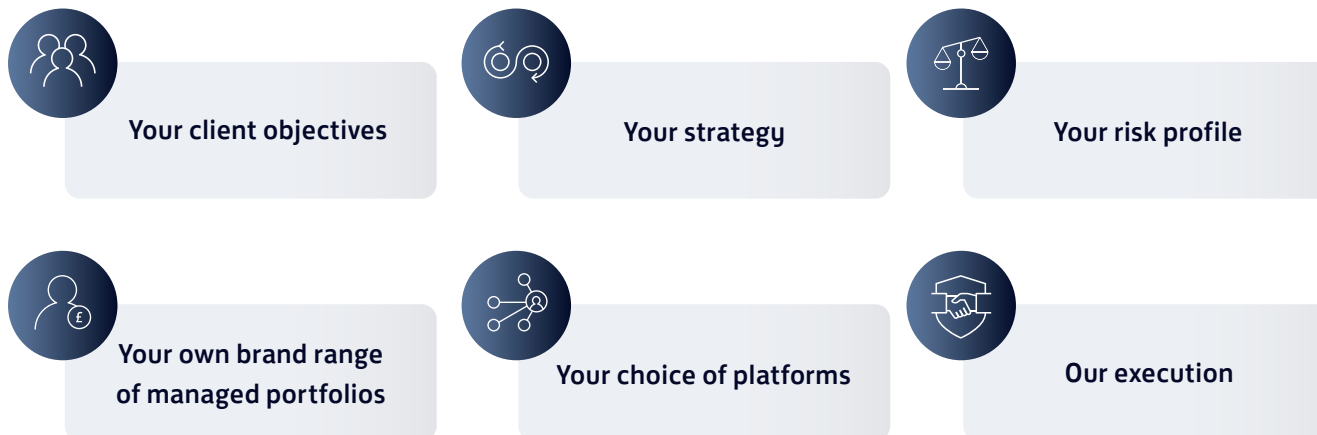 Your client objectives
Your strategy
Your risk profile
£
Your own brand range
of managed portfolios
Your choice of platforms
Our execution